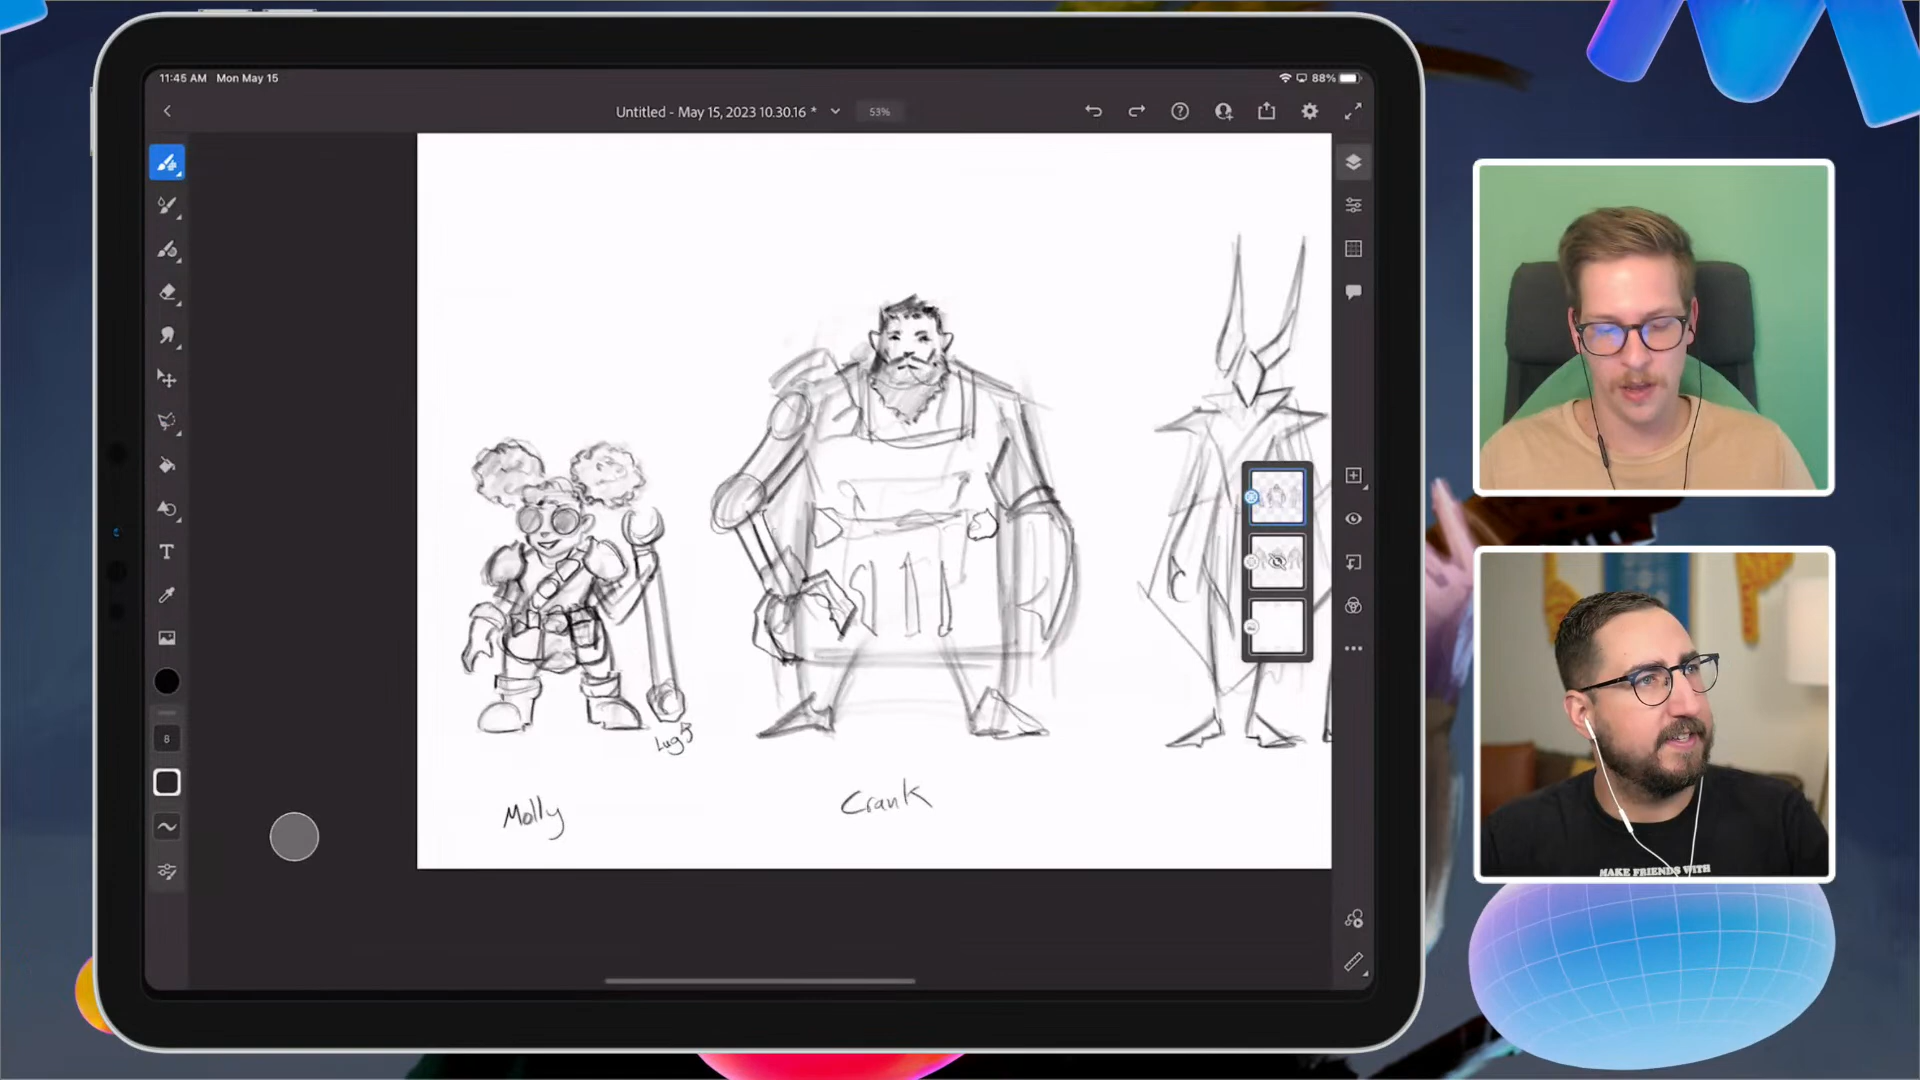 11:45 AM Mon May 15
88%
Untitled - May 15, 2023 10.30.16 *
53%
T
8
Lug
Molly
Crank
MAKE FRIENDS WITH